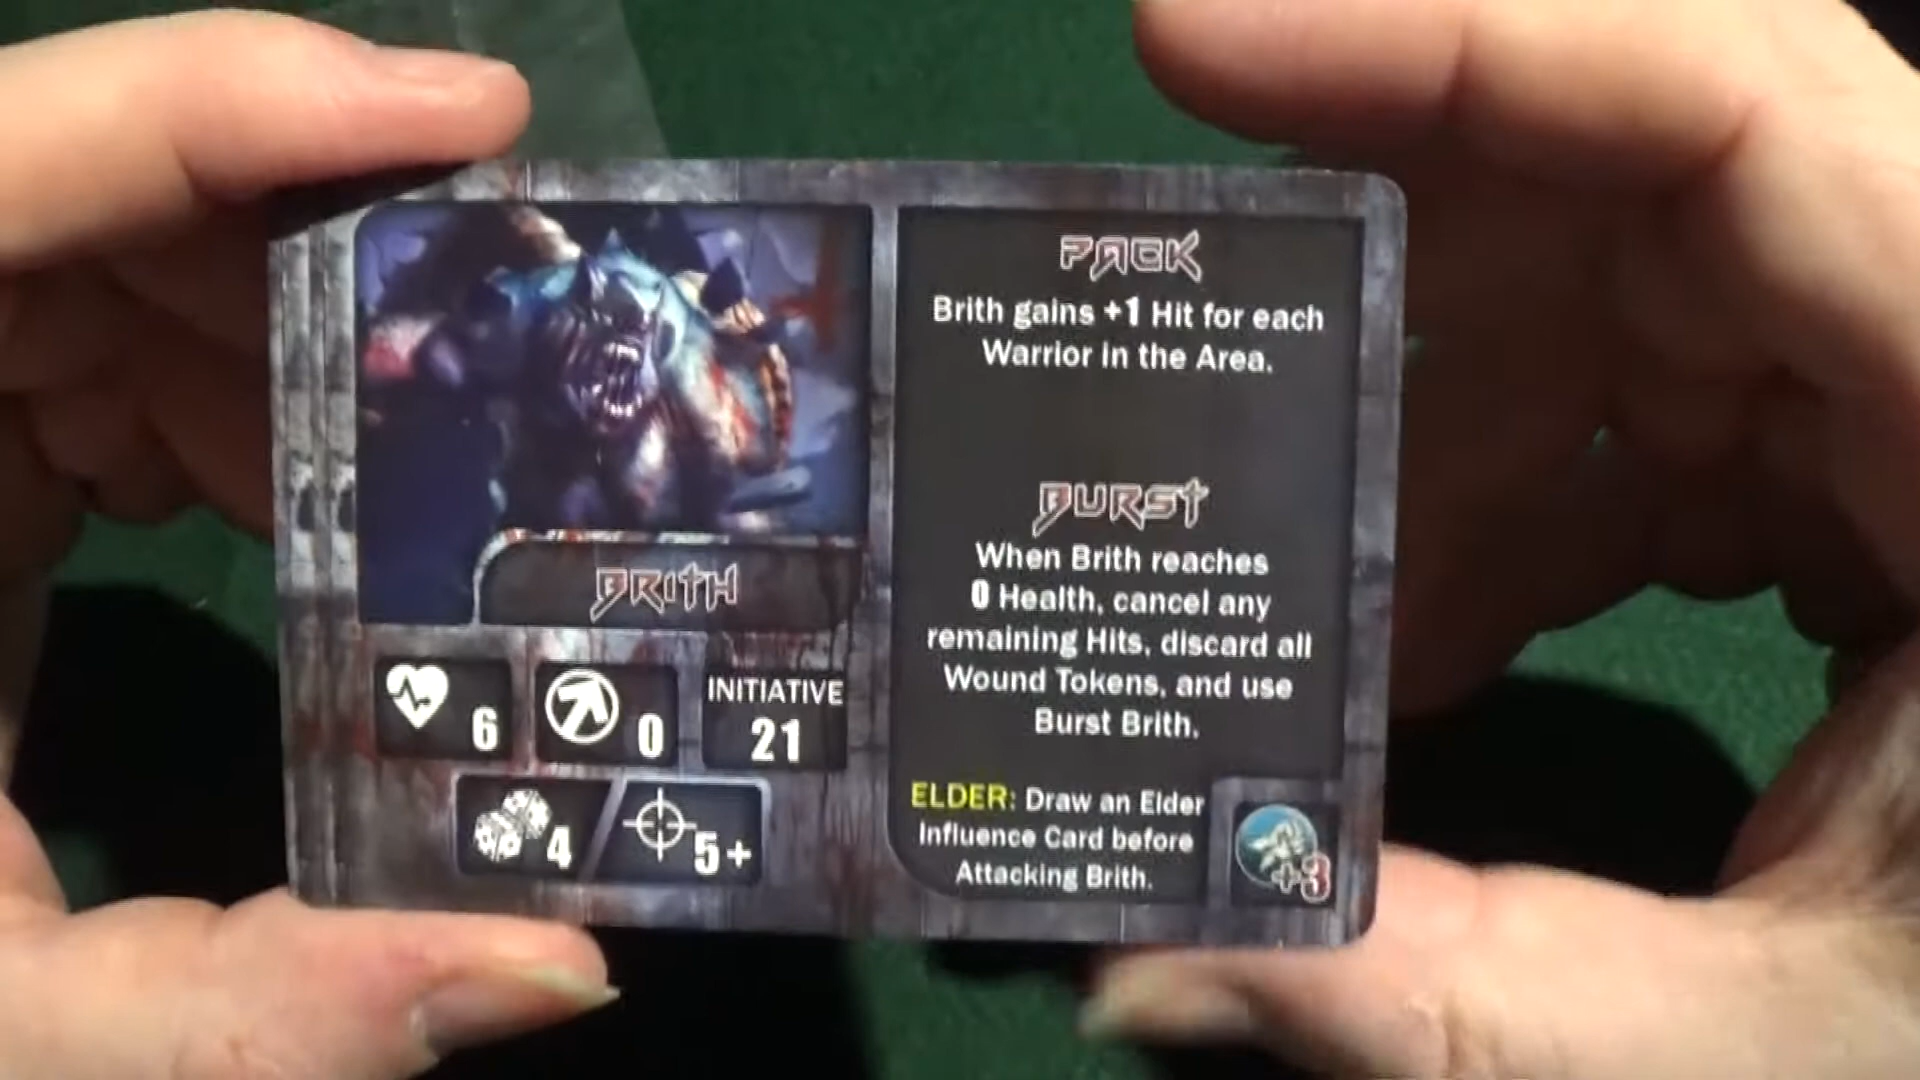 BRITH
6
0
INITIATIVE
21
4
5+
PACK
Brith gains +1 Hit for each
Warrior in the Area.
BURST
When Brith reaches
0 Health, cancel any
remaining Hits, discard all
Wound Tokens, and use
Burst Brith.
ELDER: Draw an Elder
Influence Card before
Attacking Brith.
+3